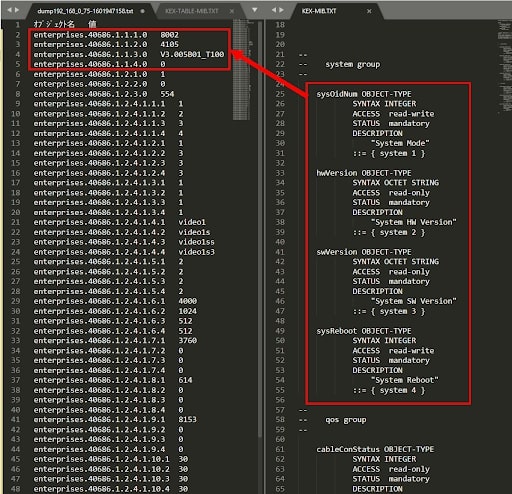 dump192_168_0_75-1601947158.txt
KEX-TABLE-MIB.TXT
1 オブジェクト名 値
2 enterprises.40686.1.1.1.0 8002
3 enterprises.40686.1.1.2.0 4105
4 enterprises.40686.1.1.3.0 V3.005B01_T100
5 enterprises.40686.1.1.4.0 0
6 enterprises.40686.1.2.1.0 1
7 enterprises.40686.1.2.2.0 0
8 enterprises.40686.1.2.3.0 554
9 enterprises.40686.1.2.4.1.1.1 1
10 enterprises.40686.1.2.4.1.1.2 2
11 enterprises.40686.1.2.4.1.1.3 3
12 enterprises.40686.1.2.4.1.1.4 4
13 enterprises.40686.1.2.4.1.2.1 1
14 enterprises.40686.1.2.4.1.2.2 3
15 enterprises.40686.1.2.4.1.2.3 3
16 enterprises.40686.1.2.4.1.2.4 3
17 enterprises.40686.1.2.4.1.3.1 1
18 enterprises.40686.1.2.4.1.3.2 1
19 enterprises.40686.1.2.4.1.3.3 1
20 enterprises.40686.1.2.4.1.3.4 1
21 enterprises.40686.1.2.4.1.4.1 video1
22 enterprises.40686.1.2.4.1.4.2 video1s
23 enterprises.40686.1.2.4.1.4.3 video1ss
24 enterprises.40686.1.2.4.1.4.4 video1s3
25 enterprises.40686.1.2.4.1.5.1 2
26 enterprises.40686.1.2.4.1.5.2 2
27 enterprises.40686.1.2.4.1.5.3 2
28 enterprises.40686.1.2.4.1.5.4 2
29 enterprises.40686.1.2.4.1.6.1 4000
30 enterprises.40686.1.2.4.1.6.2 1024
31 enterprises.40686.1.2.4.1.6.3 512
32 enterprises.40686.1.2.4.1.6.4 512
33 enterprises.40686.1.2.4.1.7.1 3760
34 enterprises.40686.1.2.4.1.7.2 0
35 enterprises.40686.1.2.4.1.7.3 0
36 enterprises.40686.1.2.4.1.7.4 0
37 enterprises.40686.1.2.4.1.8.1 614
38 enterprises.40686.1.2.4.1.8.2 0
39 enterprises.40686.1.2.4.1.8.3 0
40 enterprises.40686.1.2.4.1.8.4 0
41 enterprises.40686.1.2.4.1.9.1 8153
42 enterprises.40686.1.2.4.1.9.2 0
43 enterprises.40686.1.2.4.1.9.3 0
44 enterprises.40686.1.2.4.1.9.4 0
45 enterprises.40686.1.2.4.1.10.1 30
46 enterprises.40686.1.2.4.1.10.2 30
47 enterprises.40686.1.2.4.1.10.3 30
48 enterprises.40686.1.2.4.1.10.4 30
KEX-MIB.TXT
18
19
20
21 --
22 -- system group
23 --
24
25 sysOidNum OBJECT-TYPE
26 SYNTAX INTEGER
27 ACCESS read-write
28 STATUS mandatory
29 DESCRIPTION
30 "System Mode"
31 ::= { system 1 }
32
33 hwVersion OBJECT-TYPE
34 SYNTAX OCTET STRING
35 ACCESS read-only
36 STATUS mandatory
37 DESCRIPTION
38 "System HW Version"
39 ::= { system 2 }
40
41 swVersion OBJECT-TYPE
42 SYNTAX OCTET STRING
43 ACCESS read-only
44 STATUS mandatory
45 DESCRIPTION
46 "System SW Version"
47 ::= { system 3 }
48
49 sysReboot OBJECT-TYPE
50 SYNTAX INTEGER
51 ACCESS read-write
52 STATUS mandatory
53 DESCRIPTION
54 "System Reboot"
55 ::= { system 4 }
56
57 --
58 -- qos group
59 --
60
61 cableConStatus OBJECT-TYPE
62 SYNTAX INTEGER
63 ACCESS read-only
64 STATUS mandatory
65 DESCRIPTION